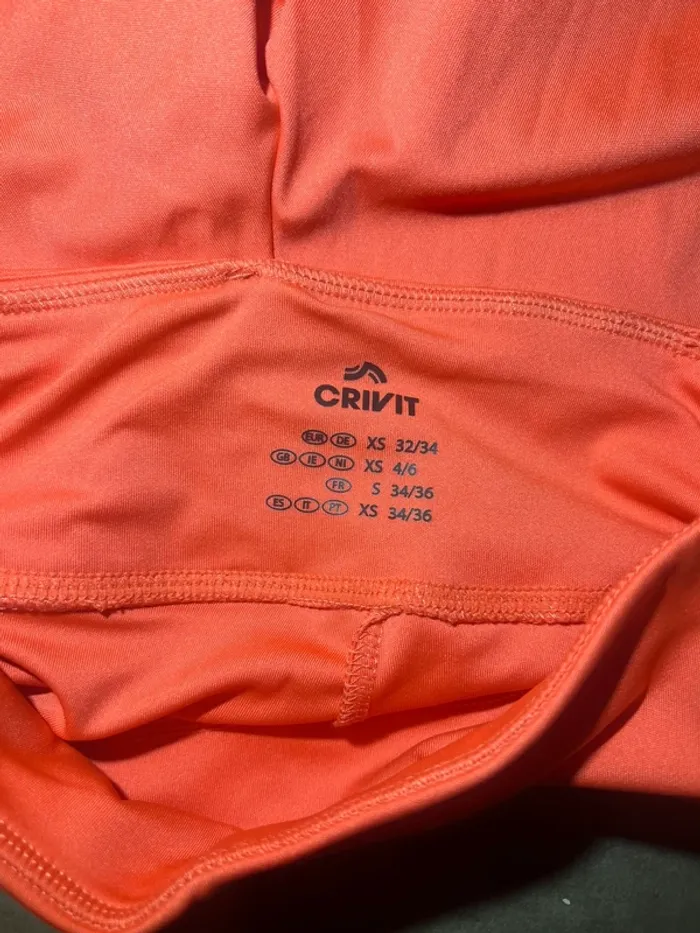 CRIVIT
EUR DE XS 32/34
GB IE NI XS 4/6
FR S 34/36
ES IT PT XS 34/36